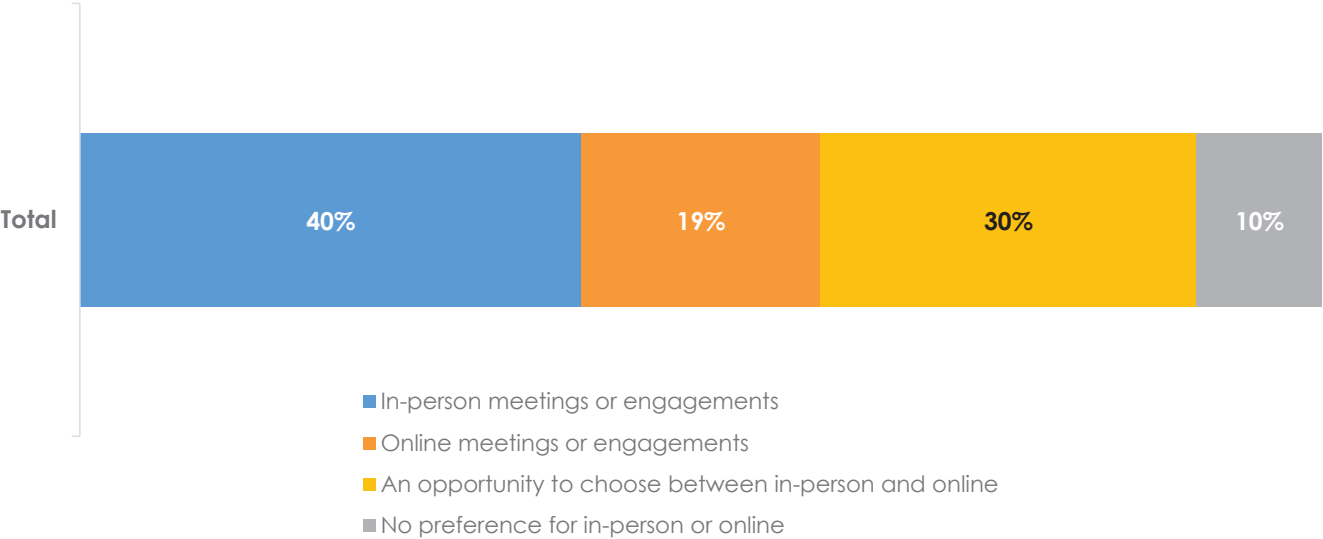 Total
40% 19% 30% 10%
In-person meetings or engagements
Online meetings or engagements
An opportunity to choose between in-person and online
No preference for in-person or online